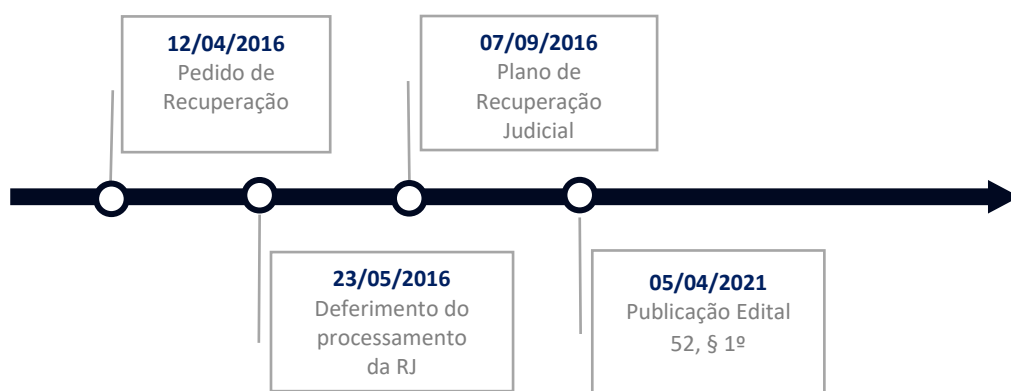 12/04/2016
Pedido de
Recuperação
07/09/2016
Plano de
Recuperação
Judicial
23/05/2016
Deferimento do
processamento
da RJ
05/04/2021
Publicação Edital
52, § 1º